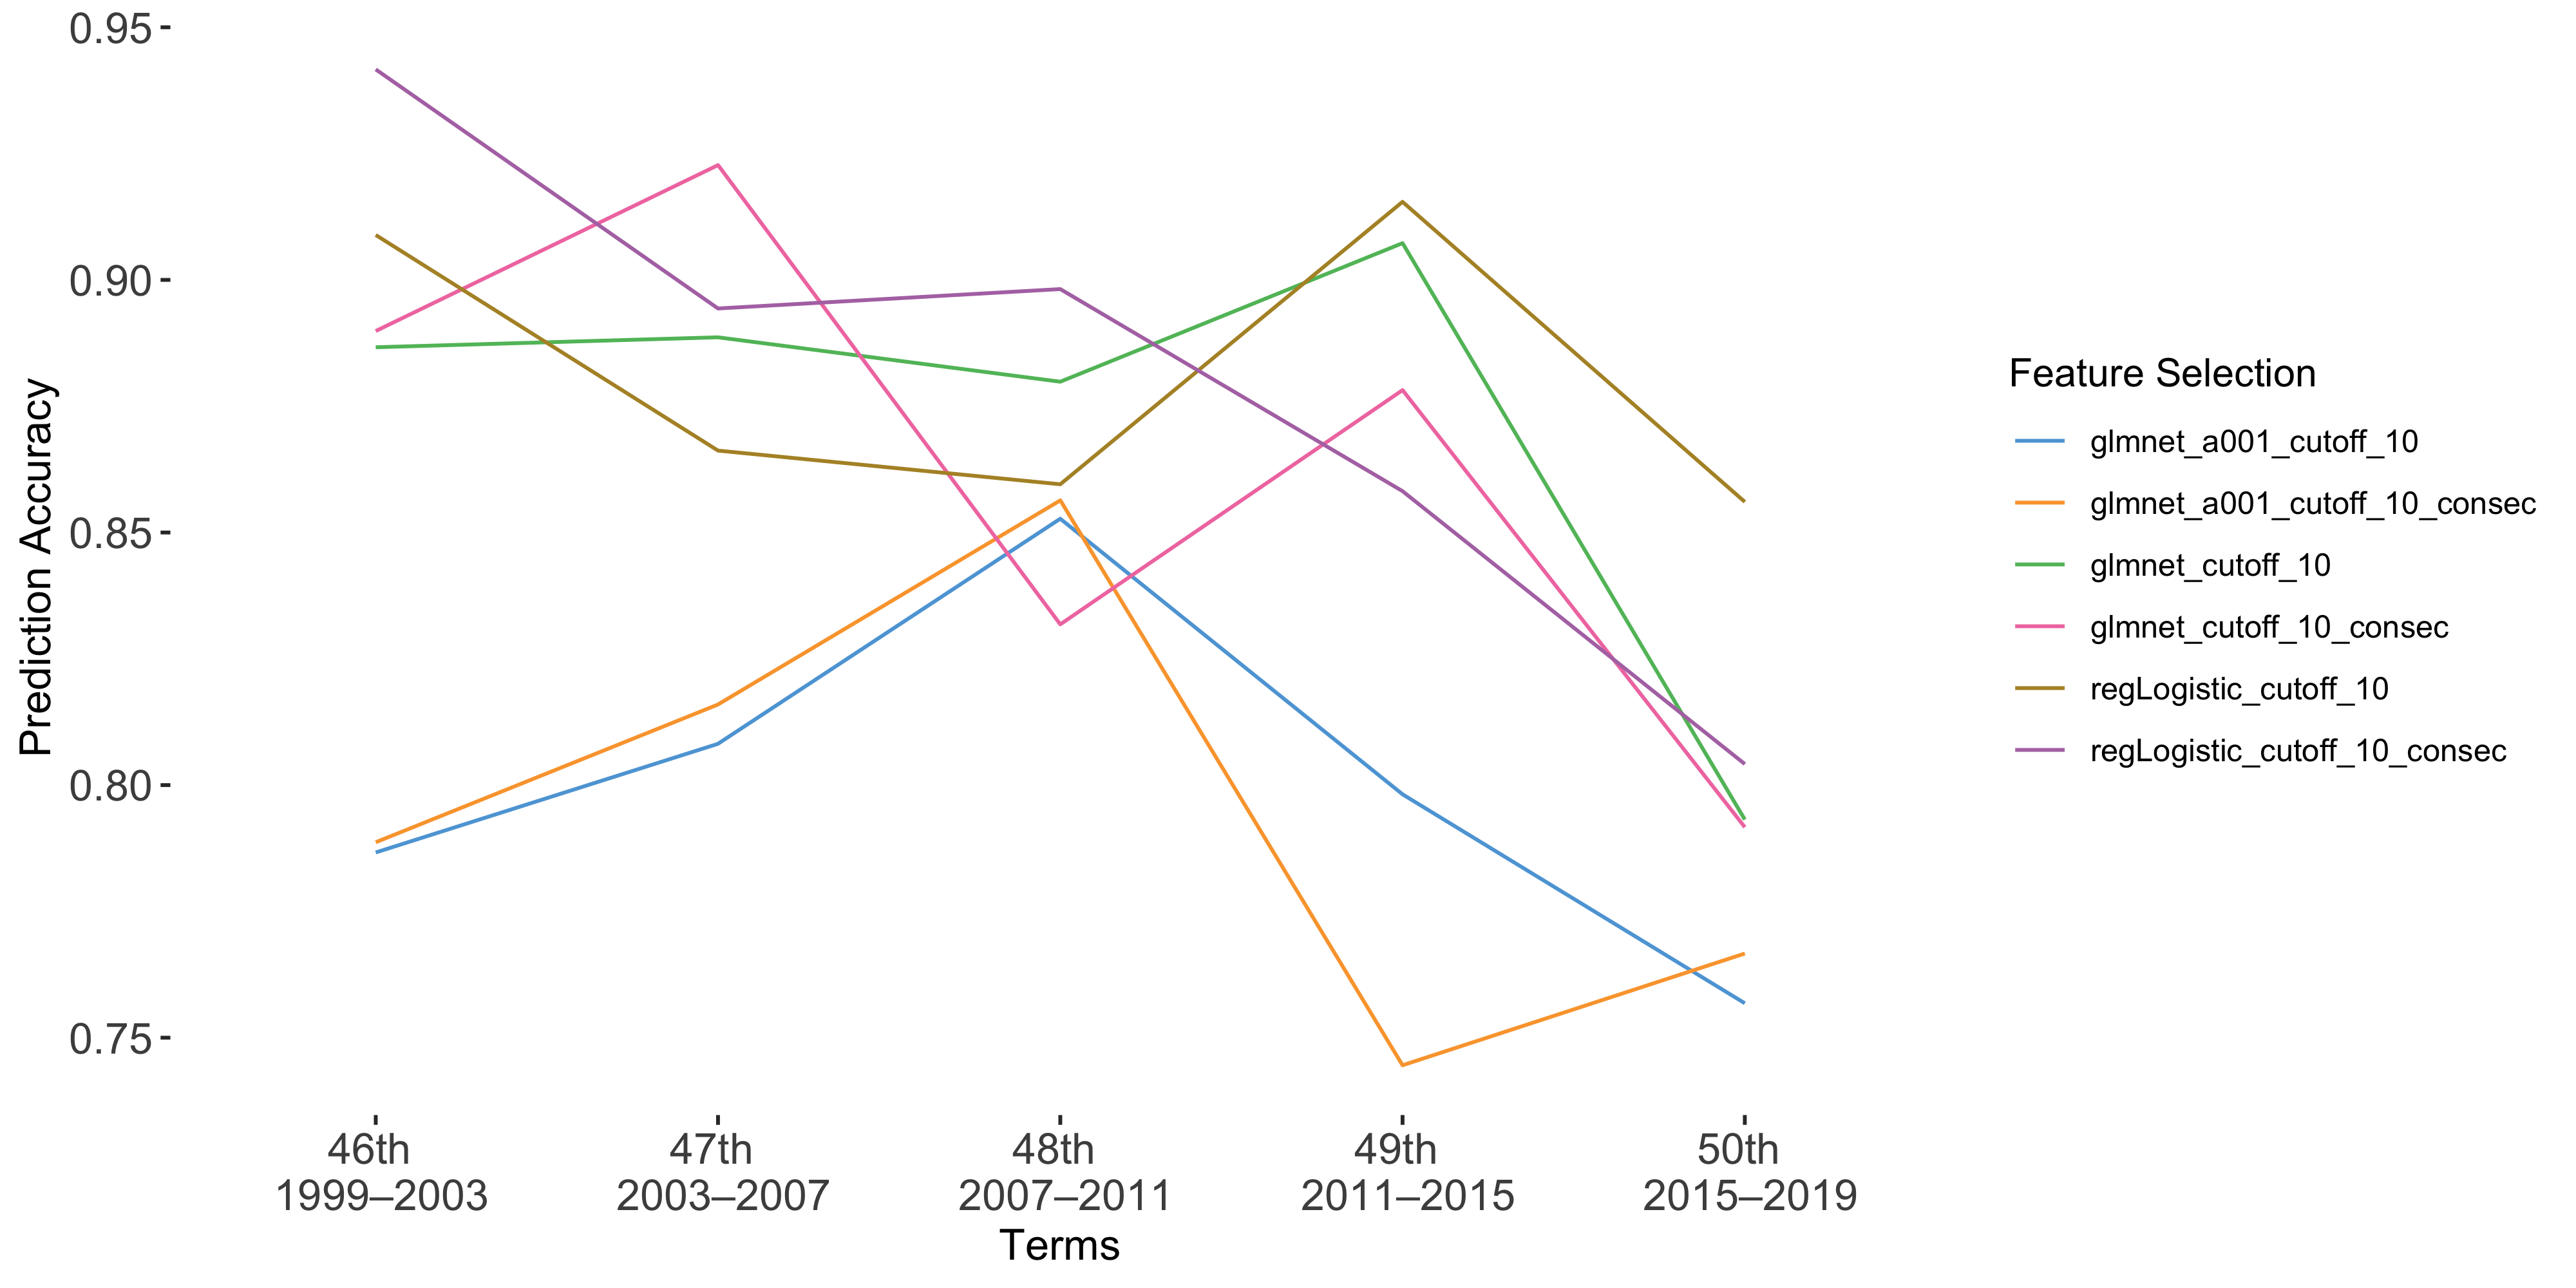 0.95
0.90
0.85
0.80
0.75
Prediction Accuracy
46th
1999–2003
47th
2003–2007
48th
2007–2011
49th
2011–2015
50th
2015–2019
Terms
Feature Selection
glmnet_a001_cutoff_10
glmnet_a001_cutoff_10_consec
glmnet_cutoff_10
glmnet_cutoff_10_consec
regLogistic_cutoff_10
regLogistic_cutoff_10_consec